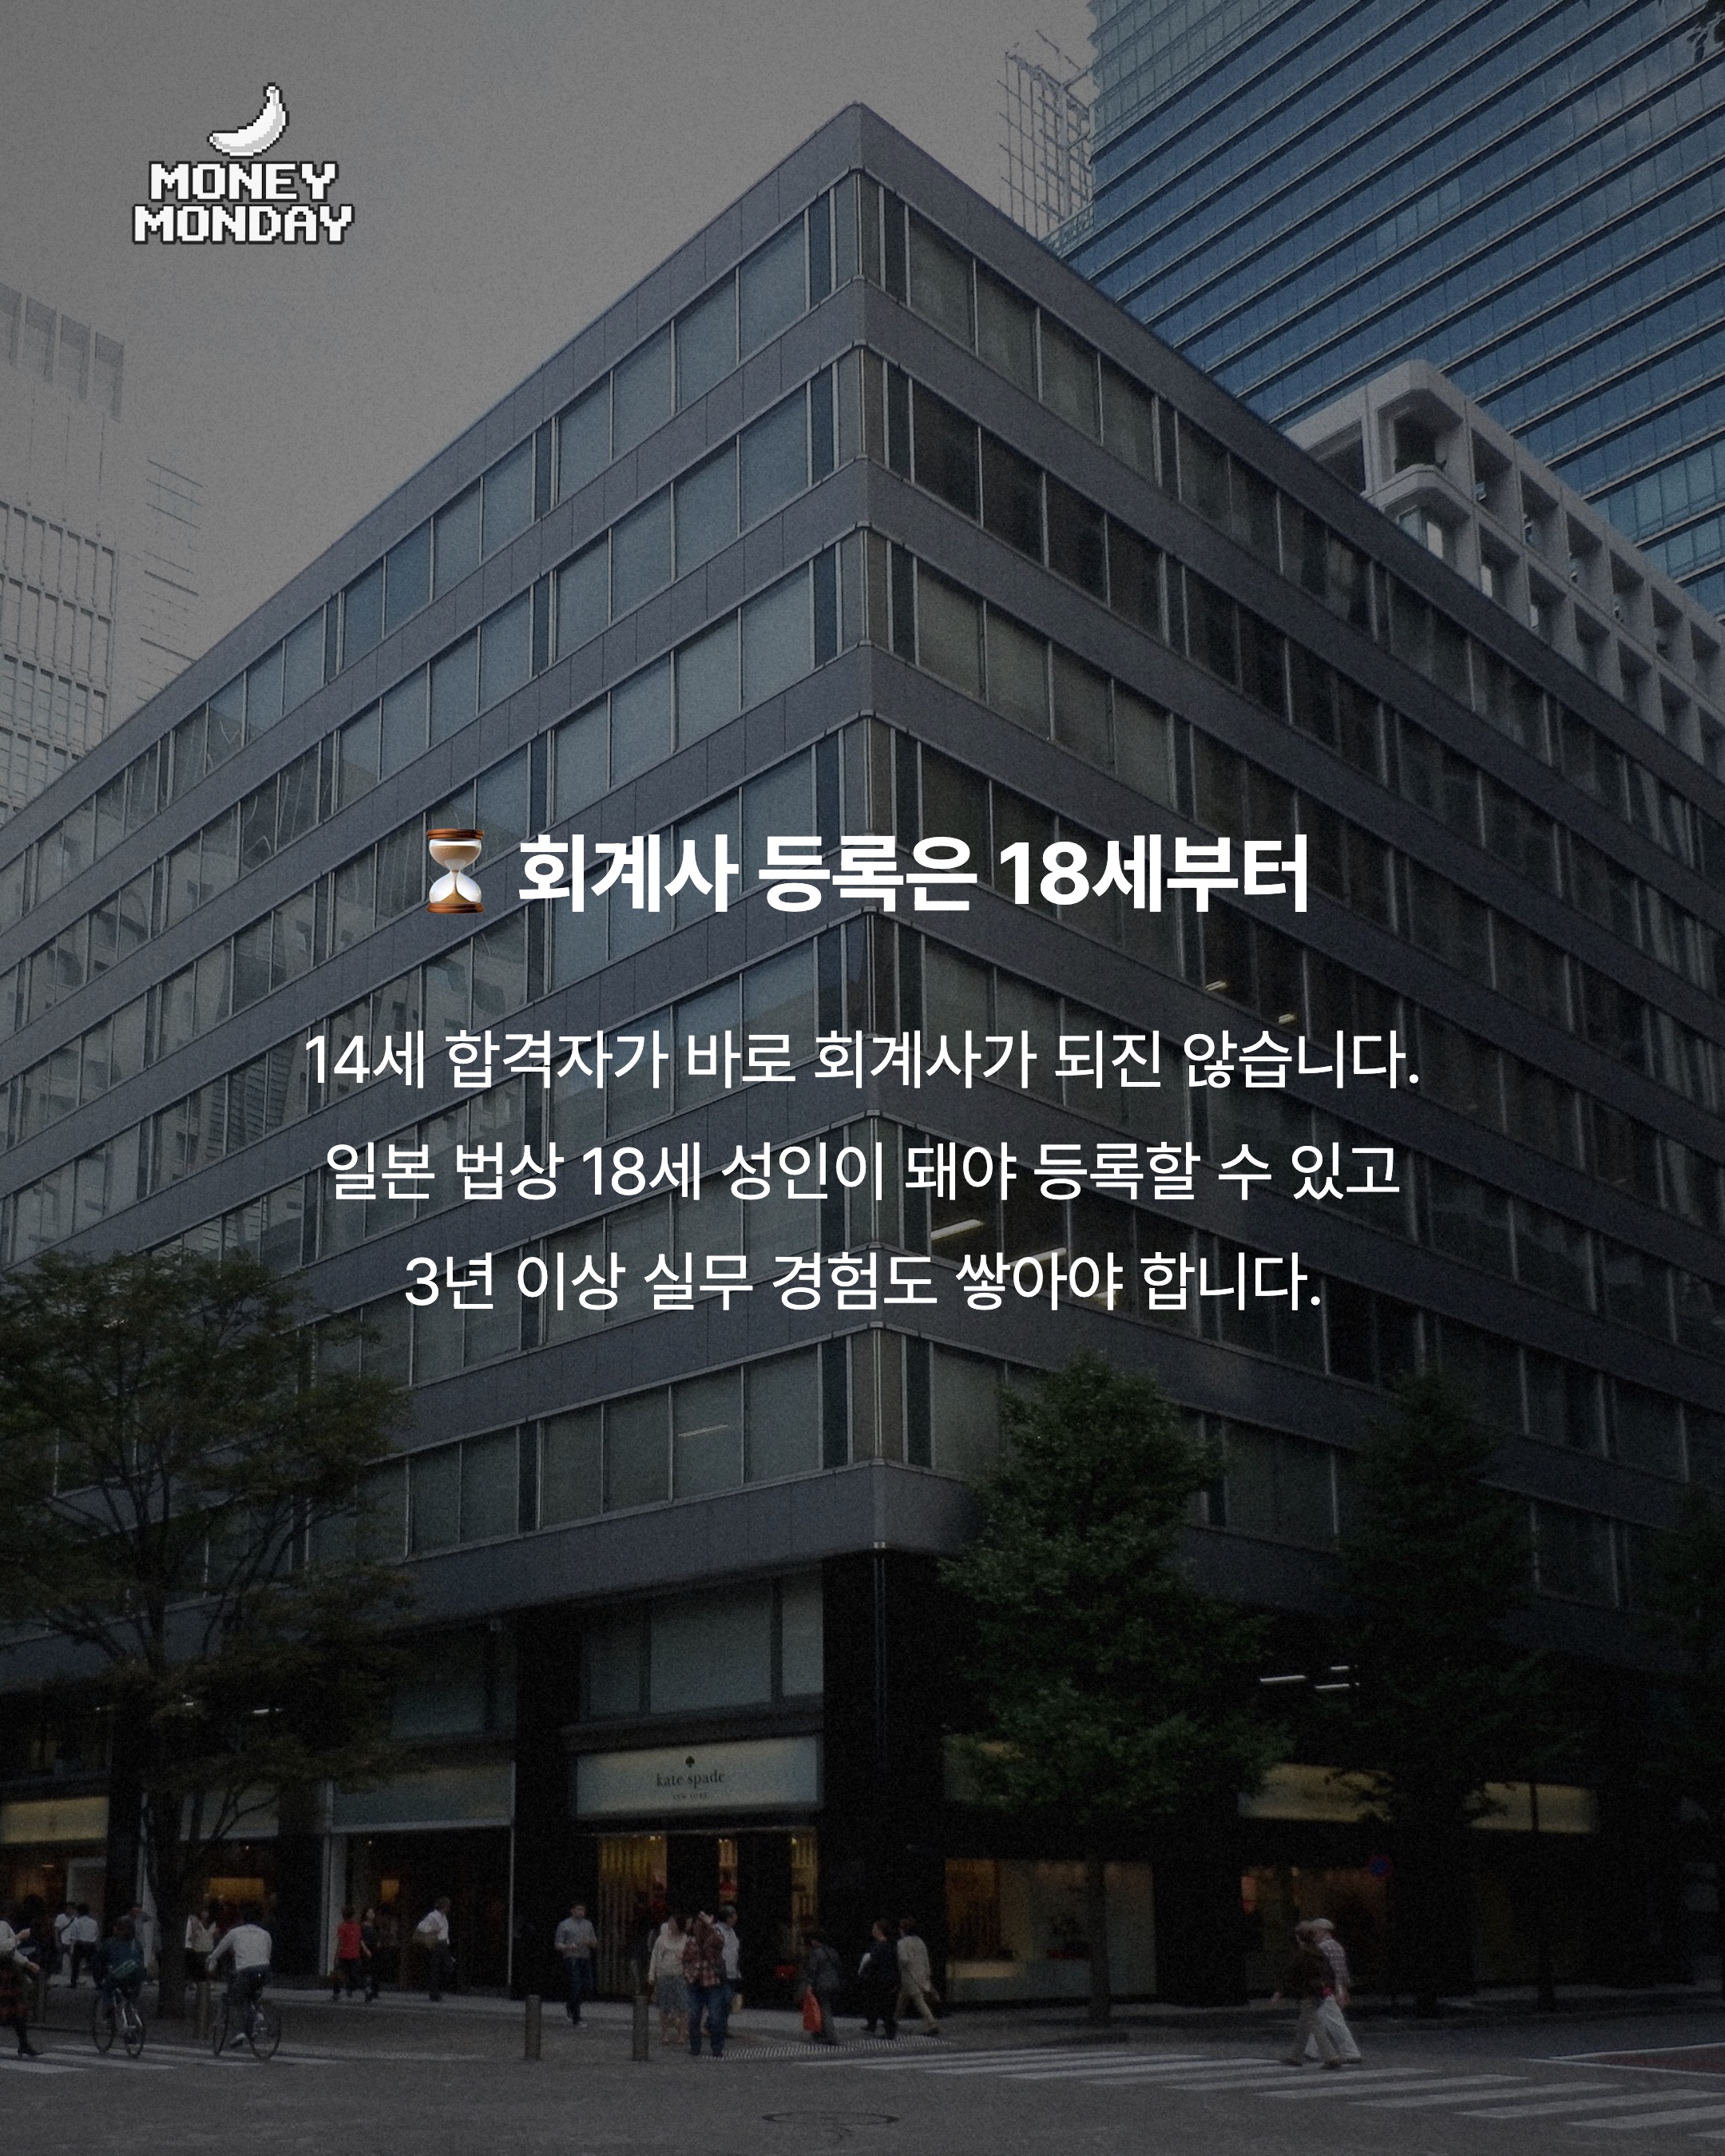 MONEY
MONDAY
⏳ 회계사 등록은 18세부터
14세 합격자가 바로 회계사가 되진 않습니다.
일본 법상 18세 성인이 돼야 등록할 수 있고
3년 이상 실무 경험도 쌓아야 합니다.
kate spade
NEW YORK